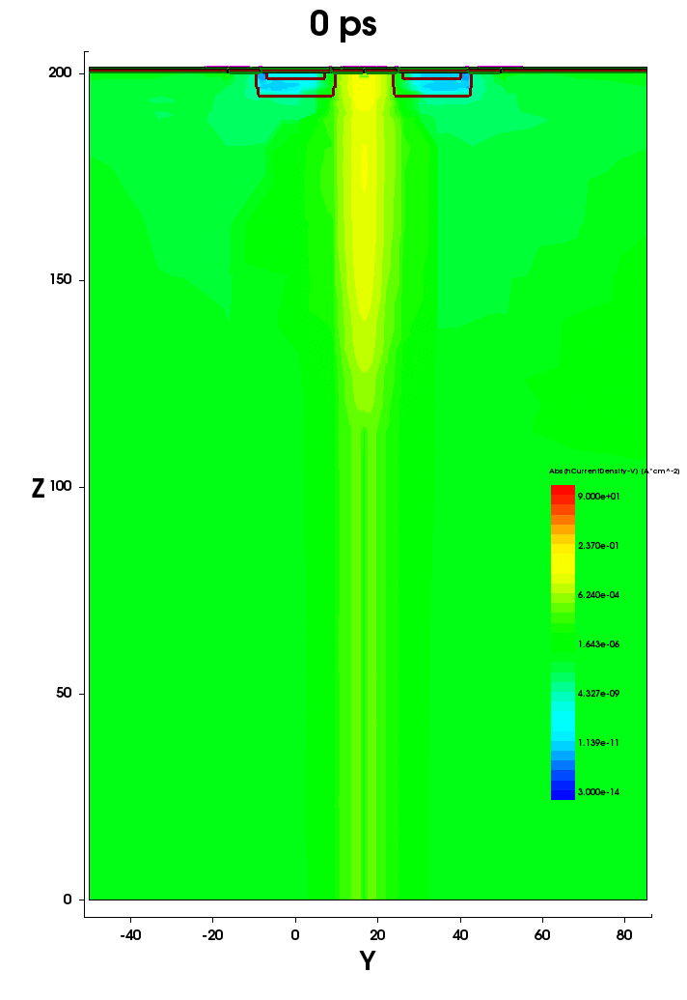 0 ps
200
150
Z 100
50
0
Abs(hCurrentDensity-V) (A*cm^-2)
9.000e+01
2.370e-01
6.240e-04
1.643e-06
4.327e-09
1.139e-11
3.000e-14
-40 -20 0 20 40 60 80
Y